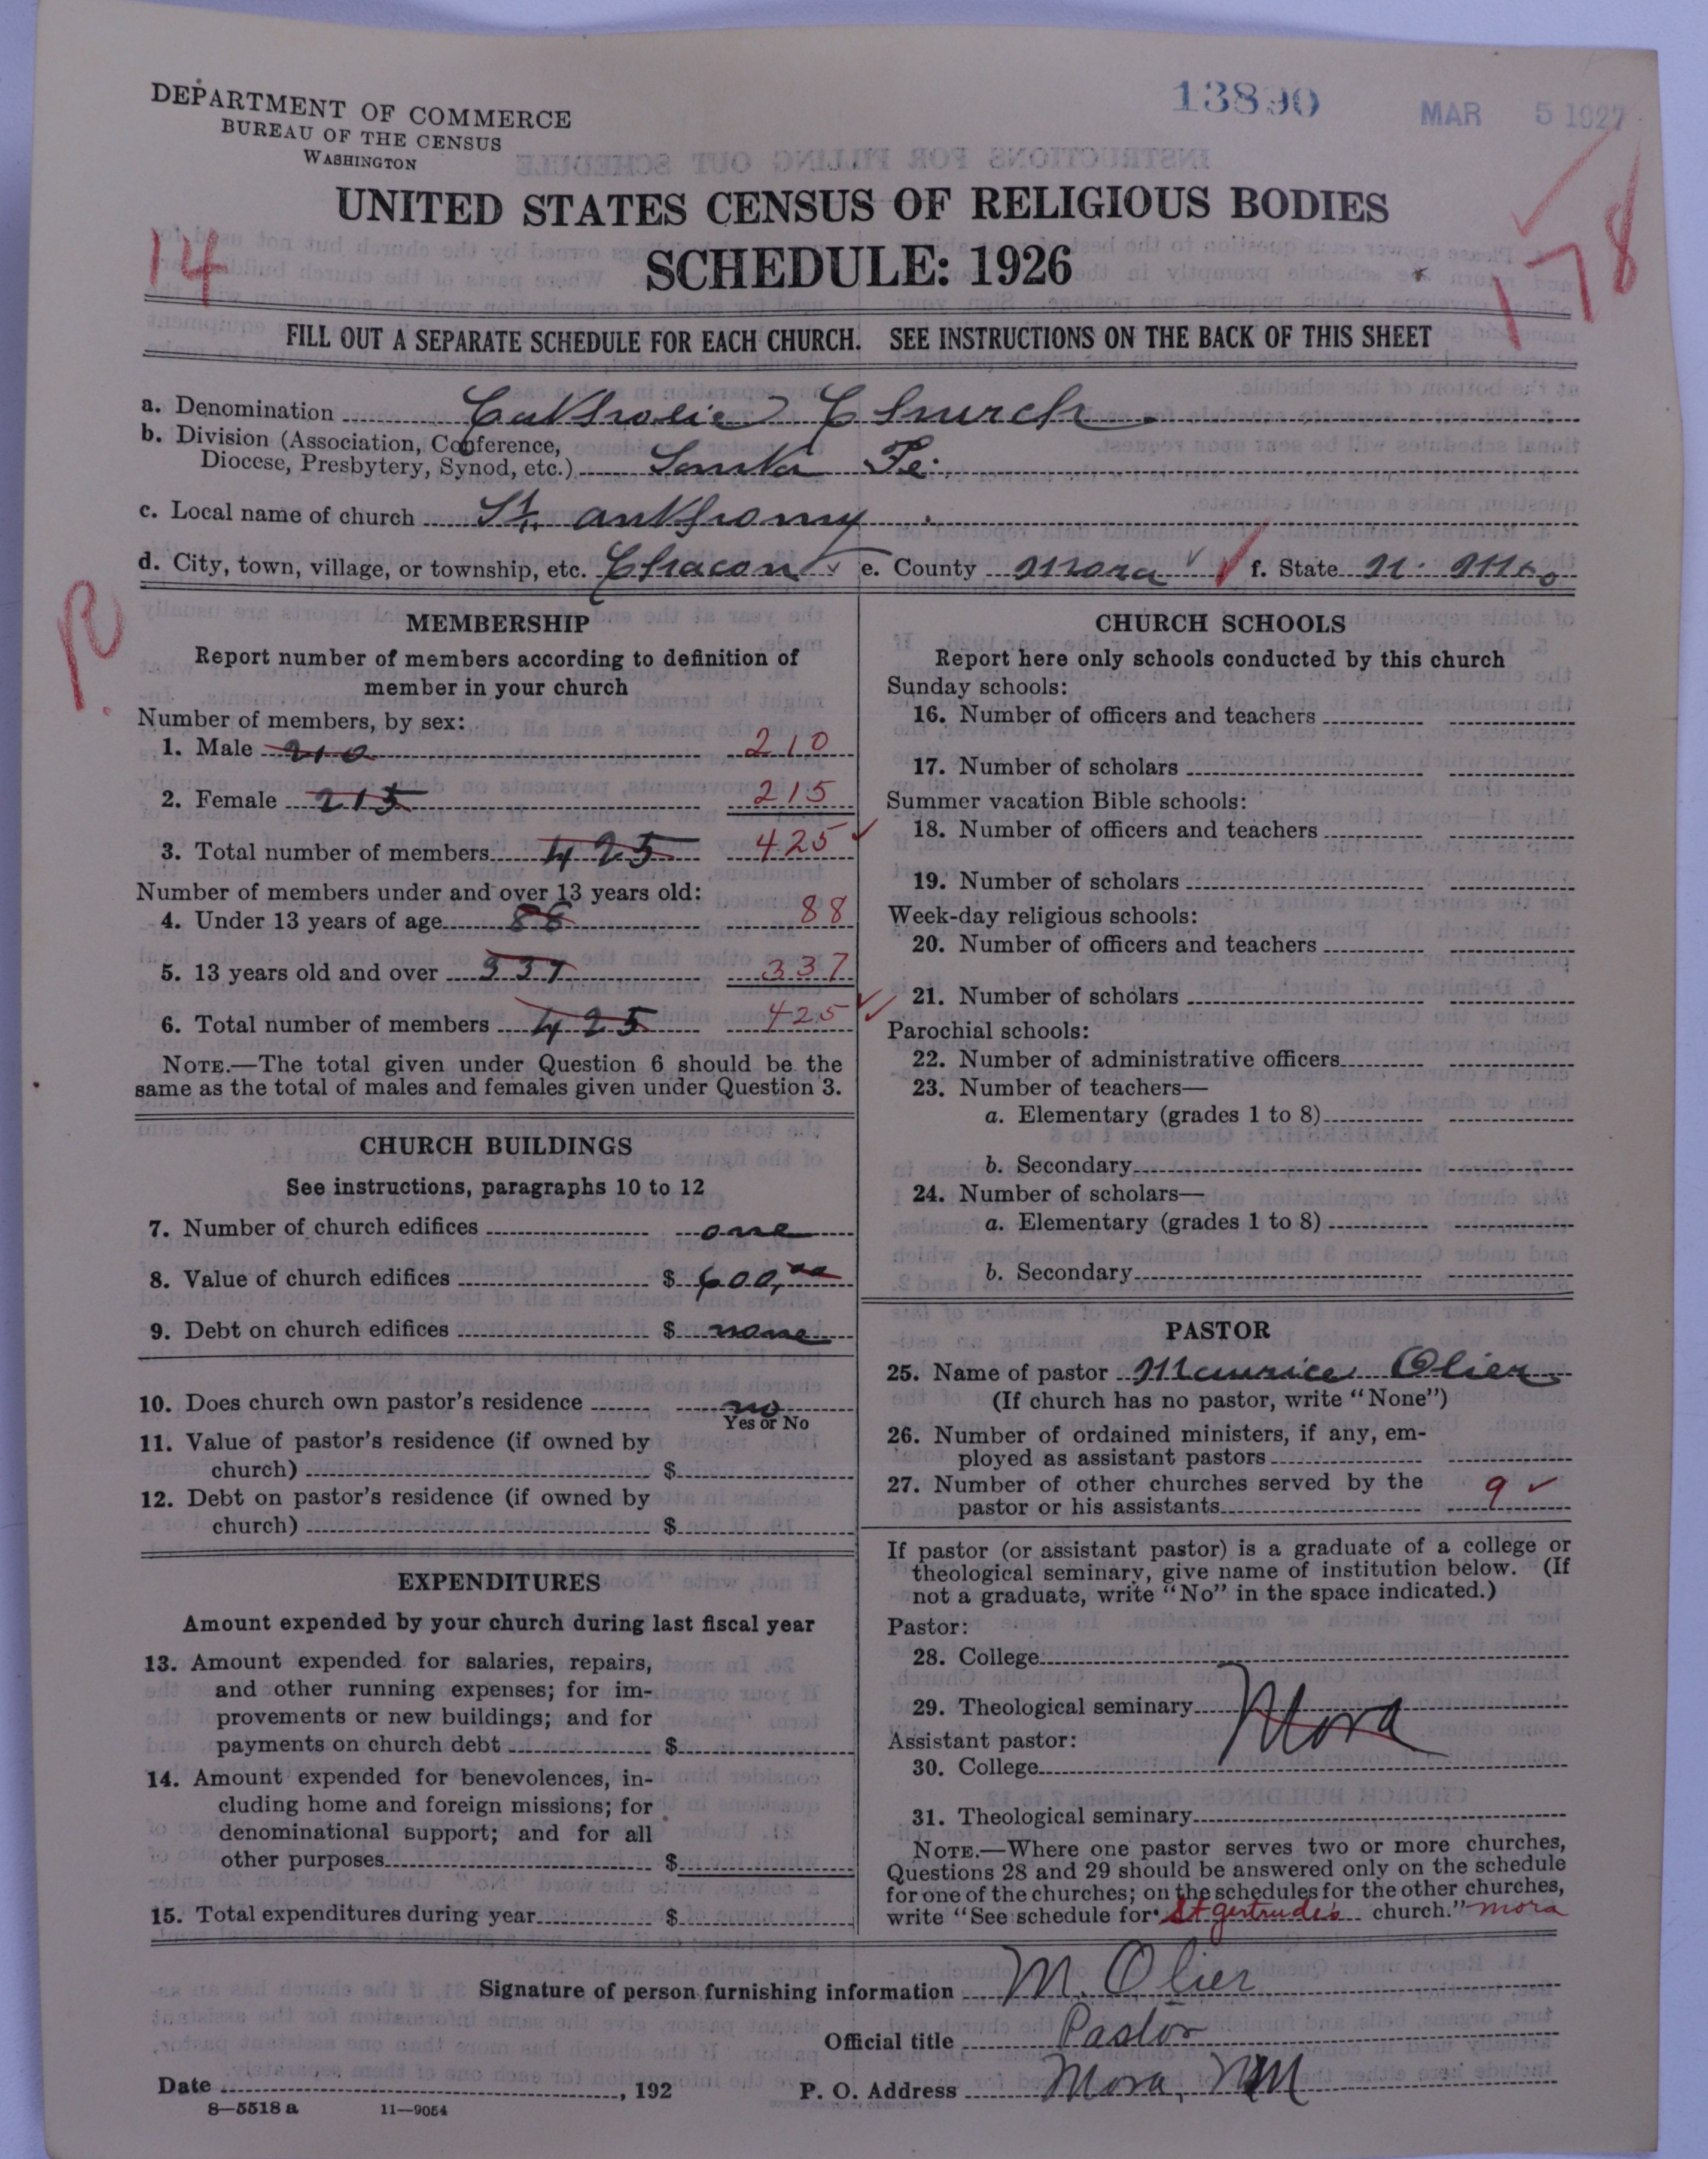 DEPARTMENT OF COMMERCE
BUREAU OF THE CENSUS
WASHINGTON
13890
MAR 5 1927
UNITED STATES CENSUS OF RELIGIOUS BODIES
14
SCHEDULE: 1926
178
FILL OUT A SEPARATE SCHEDULE FOR EACH CHURCH. SEE INSTRUCTIONS ON THE BACK OF THIS SHEET
a. Denomination Catholic Church
b. Division (Association, Conference,
Diocese, Presbytery, Synod, etc.) Santa Fe
c. Local name of church St. anthony
d. City, town, village, or township, etc. Chacon e. County Mora f. State N. Mexo
R
MEMBERSHIP
Report number of members according to definition of
member in your church
Number of members, by sex:
1. Male 210 210
2. Female 215 215
3. Total number of members 425 425
Number of members under and over 13 years old:
4. Under 13 years of age 88 88
5. 13 years old and over 337 337
6. Total number of members 425 425
NOTE.—The total given under Question 6 should be the
same as the total of males and females given under Question 3.
CHURCH BUILDINGS
See instructions, paragraphs 10 to 12
7. Number of church edifices one
8. Value of church edifices $ 600,00
9. Debt on church edifices $ none
10. Does church own pastor's residence no
Yes or No
11. Value of pastor's residence (if owned by
church) $
12. Debt on pastor's residence (if owned by
church) $
EXPENDITURES
Amount expended by your church during last fiscal year
13. Amount expended for salaries, repairs,
and other running expenses; for im-
provements or new buildings; and for
payments on church debt $
14. Amount expended for benevolences, in-
cluding home and foreign missions; for
denominational support; and for all
other purposes $
15. Total expenditures during year $
CHURCH SCHOOLS
Report here only schools conducted by this church
Sunday schools:
16. Number of officers and teachers
17. Number of scholars
Summer vacation Bible schools:
18. Number of officers and teachers
19. Number of scholars
Week-day religious schools:
20. Number of officers and teachers
21. Number of scholars
Parochial schools:
22. Number of administrative officers
23. Number of teachers—
a. Elementary (grades 1 to 8)
b. Secondary
24. Number of scholars—
a. Elementary (grades 1 to 8)
b. Secondary
PASTOR
25. Name of pastor Maurice Olier
(If church has no pastor, write "None")
26. Number of ordained ministers, if any, em-
ployed as assistant pastors
27. Number of other churches served by the
pastor or his assistants 9
If pastor (or assistant pastor) is a graduate of a college or
theological seminary, give name of institution below. (If
not a graduate, write "No" in the space indicated.)
Pastor:
28. College
29. Theological seminary Mora
Assistant pastor:
30. College
31. Theological seminary
NOTE.—Where one pastor serves two or more churches,
Questions 28 and 29 should be answered only on the schedule
for one of the churches; on the schedules for the other churches,
write "See schedule for St gertrude's church." Mora
Signature of person furnishing information M. Olier
Official title Pastor
Date , 192
P. O. Address Mora, NM
8—5518 a 11—9054